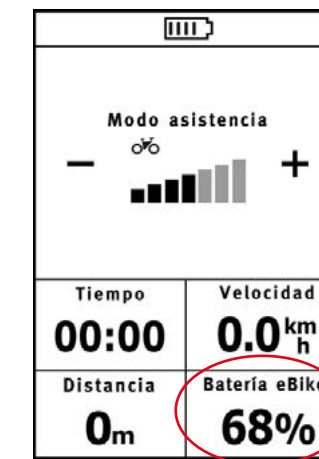 Modo asistencia
− +
Tiempo Velocidad
00:00 0.0 km/h
Distancia Batería eBike
0m 68%